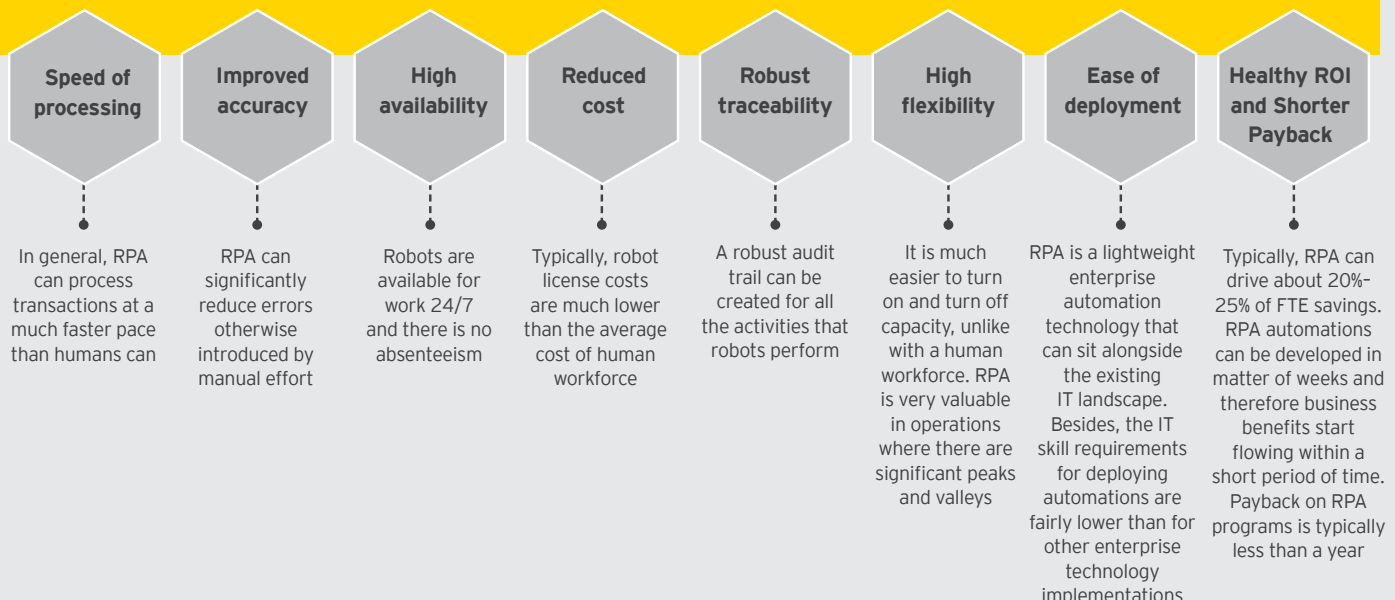 Speed of
processing
Improved
accuracy
High
availability
Reduced
cost
Robust
traceability
High
flexibility
Ease of
deployment
Healthy ROI
and Shorter
Payback
In general, RPA
can process
transactions at a
much faster pace
than humans can
RPA can
significantly
reduce errors
otherwise
introduced by
manual effort
Robots are
available for
work 24/7
and there is no
absenteeism
Typically, robot
license costs
are much lower
than the average
cost of human
workforce
A robust audit
trail can be
created for all
the activities that
robots perform
It is much
easier to turn
on and turn off
capacity, unlike
with a human
workforce. RPA
is very valuable
in operations
where there are
significant peaks
and valleys
RPA is a lightweight
enterprise
automation
technology that
can sit alongside
the existing
IT landscape.
Besides, the IT
skill requirements
for deploying
automations are
fairly lower than for
other enterprise
technology
implementations
Typically, RPA can
drive about 20%–
25% of FTE savings.
RPA automations
can be developed in
matter of weeks and
therefore business
benefits start
flowing within a
short period of time.
Payback on RPA
programs is typically
less than a year